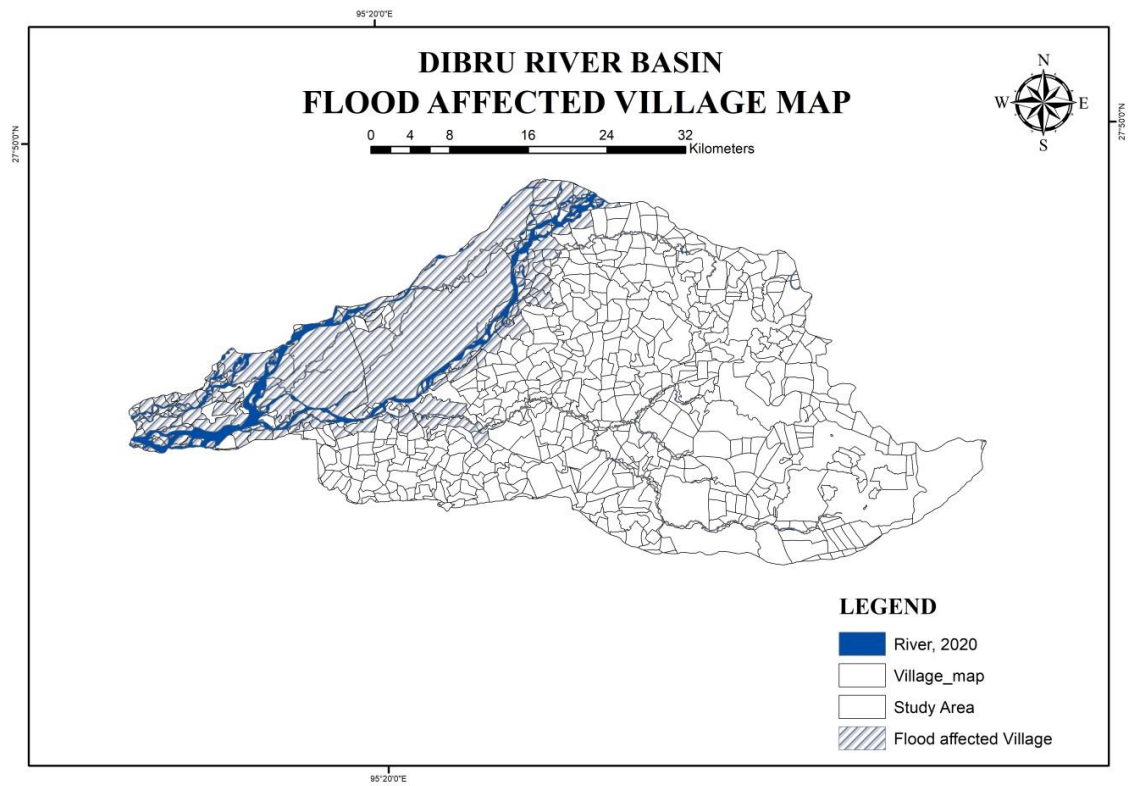 95°20'0"E
DIBRU RIVER BASIN
FLOOD AFFECTED VILLAGE MAP
N
W E
S
0 4 8 16 24 32
Kilometers
27°50'0"N
27°50'0"N
LEGEND
River, 2020
Village_map
Study Area
Flood affected Village
95°20'0"E